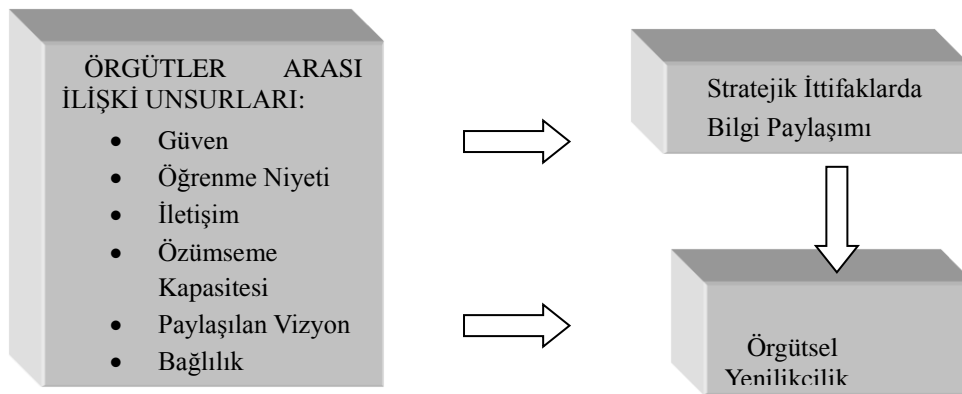 ÖRGÜTLER ARASI
İLİŞKİ UNSURLARI:
• Güven
• Öğrenme Niyeti
• İletişim
• Özümseme
Kapasitesi
• Paylaşılan Vizyon
• Bağlılık
Stratejik İttifaklarda
Bilgi Paylaşımı
Örgütsel
Yenilikcilik